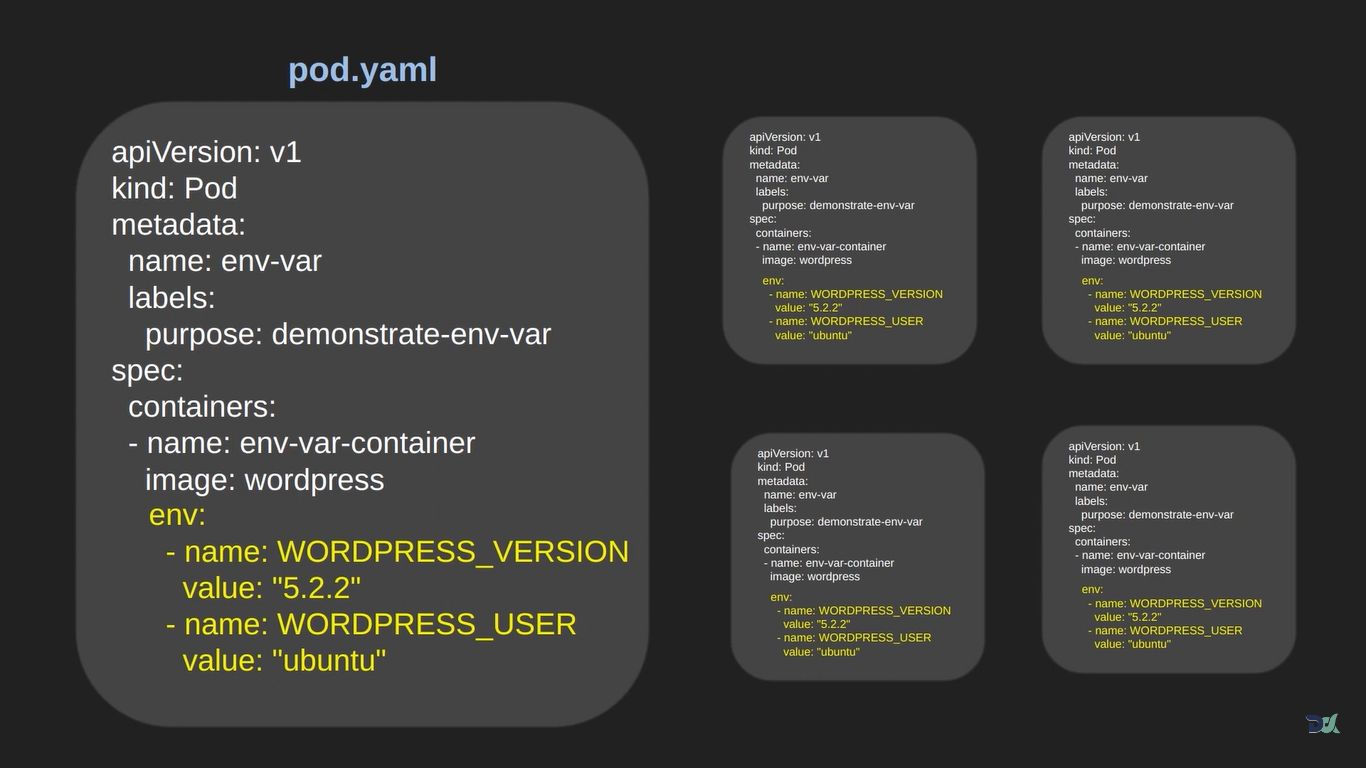 pod.yaml
apiVersion: v1
kind: Pod
metadata:
  name: env-var
  labels:
    purpose: demonstrate-env-var
spec:
  containers:
  - name: env-var-container
    image: wordpress
    env:
      - name: WORDPRESS_VERSION
        value: "5.2.2"
      - name: WORDPRESS_USER
        value: "ubuntu"
apiVersion: v1
kind: Pod
metadata:
  name: env-var
  labels:
    purpose: demonstrate-env-var
spec:
  containers:
  - name: env-var-container
    image: wordpress
    env:
      - name: WORDPRESS_VERSION
        value: "5.2.2"
      - name: WORDPRESS_USER
        value: "ubuntu"
apiVersion: v1
kind: Pod
metadata:
  name: env-var
  labels:
    purpose: demonstrate-env-var
spec:
  containers:
  - name: env-var-container
    image: wordpress
    env:
      - name: WORDPRESS_VERSION
        value: "5.2.2"
      - name: WORDPRESS_USER
        value: "ubuntu"
apiVersion: v1
kind: Pod
metadata:
  name: env-var
  labels:
    purpose: demonstrate-env-var
spec:
  containers:
  - name: env-var-container
    image: wordpress
    env:
      - name: WORDPRESS_VERSION
        value: "5.2.2"
      - name: WORDPRESS_USER
        value: "ubuntu"
apiVersion: v1
kind: Pod
metadata:
  name: env-var
  labels:
    purpose: demonstrate-env-var
spec:
  containers:
  - name: env-var-container
    image: wordpress
    env:
      - name: WORDPRESS_VERSION
        value: "5.2.2"
      - name: WORDPRESS_USER
        value: "ubuntu"